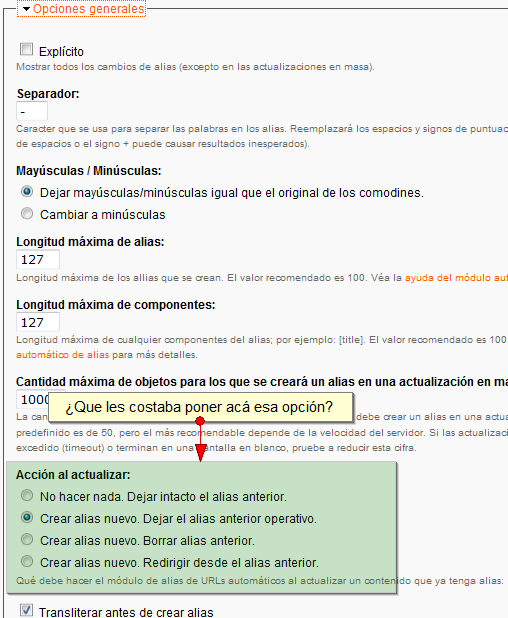 Opciones generales
Explícito
Mostrar todos los cambios de alias (excepto en las actualizaciones en masa).
Separador:
-
Caracter que se usa para separar las palabras en los alias. Reemplazará los espacios y signos de puntuac
de espacios o el signo + puede causar resultados inesperados).
Mayúsculas / Minúsculas:
Dejar mayúsculas/minúsculas igual que el original de los comodines.
Cambiar a minúsculas
Longitud máxima de alias:
127
Longitud máxima de los allias que se crean. El valor recomendado es 100. Véa la ayuda del módulo aut
Longitud máxima de componentes:
127
Longitud máxima de cualquier componentes del alias; por ejemplo: [title]. El valor recomendado es 100
automático de alias para más detalles.
Cantidad máxima de objetos para los que se creará un alias en una actualización en ma
1000
¿Que les costaba poner acá esa opción?
La can debe crear un alias en una actua
predefinido es de 50, pero el más recomendable depende de la velocidad del servidor. Si las actualizaci
excedido (timeout) o terminan en una pantalla en blanco, pruebe a reducir esta cifra.
Acción al actualizar:
No hacer nada. Dejar intacto el alias anterior.
Crear alias nuevo. Dejar el alias anterior operativo.
Crear alias nuevo. Borrar alias anterior.
Crear alias nuevo. Redirigir desde el alias anterior.
Qué debe hacer el módulo de alias de URLs automáticos al actualizar un contenido que ya tenga alias:
Transliterar antes de crear alias